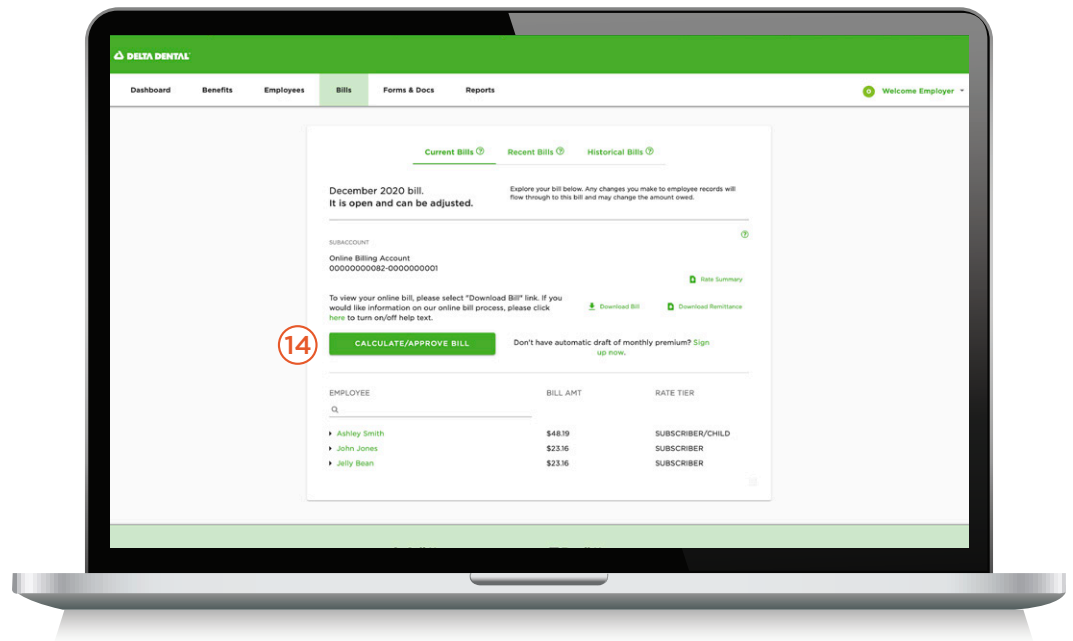 DELTA DENTAL
Dashboard Benefits Employees Bills Forms & Docs Reports Welcome Employer
Current Bills Recent Bills Historical Bills
December 2020 bill.
It is open and can be adjusted.
Explore your bill below. Any changes you make to employee records will
flow through to this bill and may change the amount owed.
SUBACCOUNT
Online Billing Account
00000000082-0000000001
Rate Summary
To view your online bill, please select "Download Bill" link. If you
would like information on our online bill process, please click
here to turn on/off help text.
Download Bill Download Remittance
14
CALCULATE/APPROVE BILL
Don't have automatic draft of monthly premium? Sign
up now.
EMPLOYEE BILL AMT RATE TIER
Ashley Smith $48.19 SUBSCRIBER/CHILD
John Jones $23.16 SUBSCRIBER
Jelly Bean $23.16 SUBSCRIBER